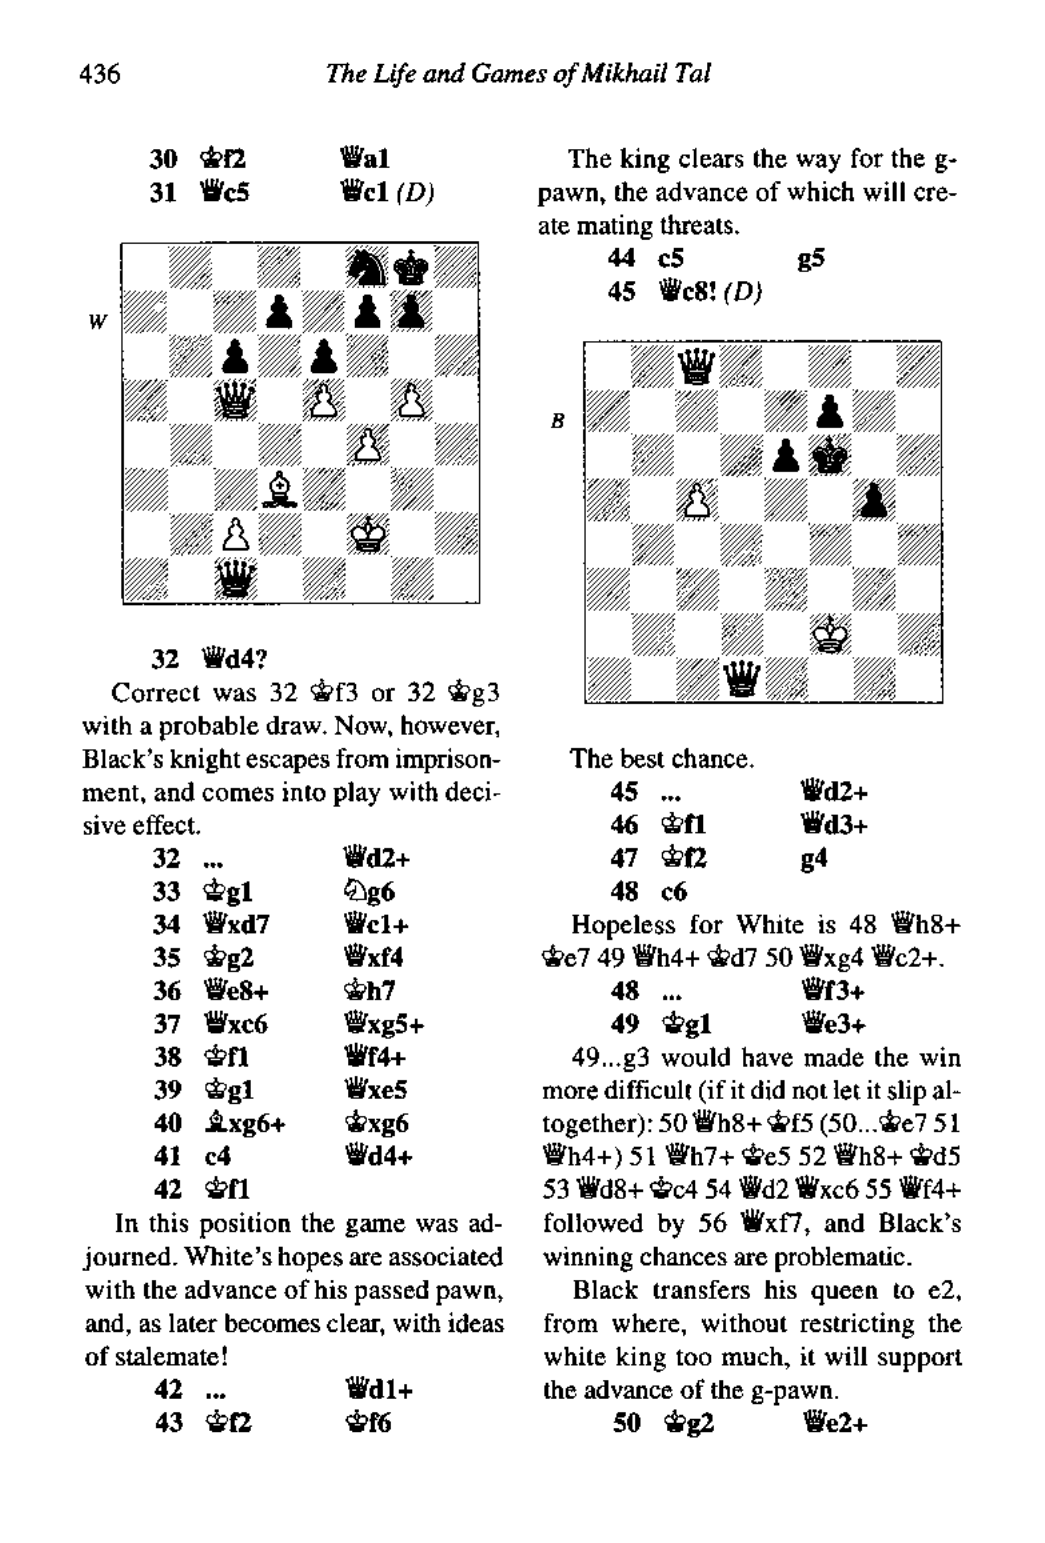 436
The Life and Games of Mikhail Tal
30 ♔f2 ♛a1
31 ♕c5 ♛c1 (D)
W
32 ♕d4?
Correct was 32 ♔f3 or 32 ♔g3
with a probable draw. Now, however,
Black's knight escapes from imprison-
ment, and comes into play with deci-
sive effect.
32 ... ♕d2+
33 ♔g1 ♘g6
34 ♕xd7 ♕c1+
35 ♔g2 ♕xf4
36 ♕e8+ ♔h7
37 ♕xc6 ♕xg5+
38 ♔f1 ♕f4+
39 ♔g1 ♕xe5
40 ♗xg6+ ♔xg6
41 c4 ♕d4+
42 ♔f1
In this position the game was ad-
journed. White's hopes are associated
with the advance of his passed pawn,
and, as later becomes clear, with ideas
of stalemate!
42 ... ♕d1+
43 ♔f2 ♔f6
The king clears the way for the g-
pawn, the advance of which will cre-
ate mating threats.
44 c5 g5
45 ♕c8! (D)
B
The best chance.
45 ... ♕d2+
46 ♔f1 ♕d3+
47 ♔f2 g4
48 c6
Hopeless for White is 48 ♕h8+
♔e7 49 ♕h4+ ♔d7 50 ♕xg4 ♕c2+.
48 ... ♕f3+
49 ♔g1 ♕e3+
49...g3 would have made the win
more difficult (if it did not let it slip al-
together): 50 ♕h8+ ♔f5 (50...♔e7 51
♕h4+) 51 ♕h7+ ♔e5 52 ♕h8+ ♔d5
53 ♕d8+ ♔c4 54 ♕d2 ♕xc6 55 ♕f4+
followed by 56 ♕xf7, and Black's
winning chances are problematic.
Black transfers his queen to e2,
from where, without restricting the
white king too much, it will support
the advance of the g-pawn.
50 ♔g2 ♕e2+